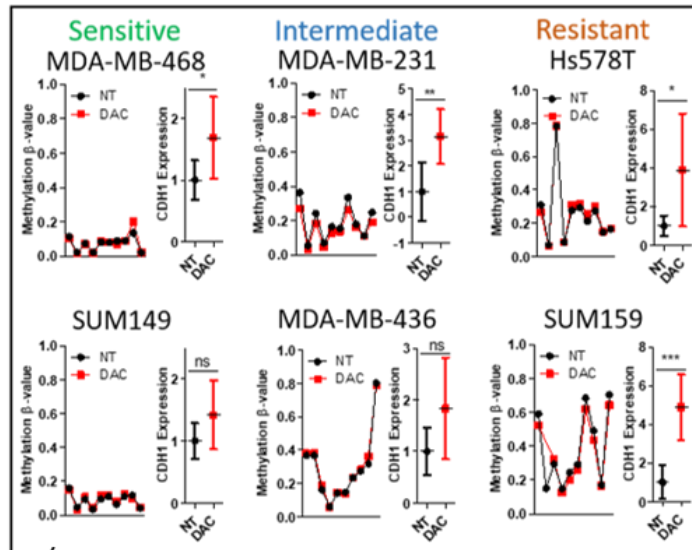 Sensitive
MDA-MB-468
Methylation β-value
1.0
0.8
0.6
0.4
0.2
0.0
NT
DAC
CDH1 Expression
2
1
0
*
NT
DAC
Intermediate
MDA-MB-231
Methylation β-value
1.0
0.8
0.6
0.4
0.2
0.0
NT
DAC
CDH1 Expression
5
4
3
2
1
0
-1
**
NT
DAC
Resistant
Hs578T
Methylation β-value
1.0
0.8
0.6
0.4
0.2
0.0
NT
DAC
CDH1 Expression
8
6
4
2
0
*
NT
DAC
SUM149
Methylation β-value
1.0
0.8
0.6
0.4
0.2
0.0
NT
DAC
CDH1 Expression
2
1
0
ns
NT
DAC
MDA-MB-436
Methylation β-value
1.0
0.8
0.6
0.4
0.2
0.0
NT
DAC
CDH1 Expression
3
2
1
0
ns
NT
DAC
SUM159
Methylation β-value
1.0
0.8
0.6
0.4
0.2
0.0
NT
DAC
CDH1 Expression
8
6
4
2
0
***
NT
DAC